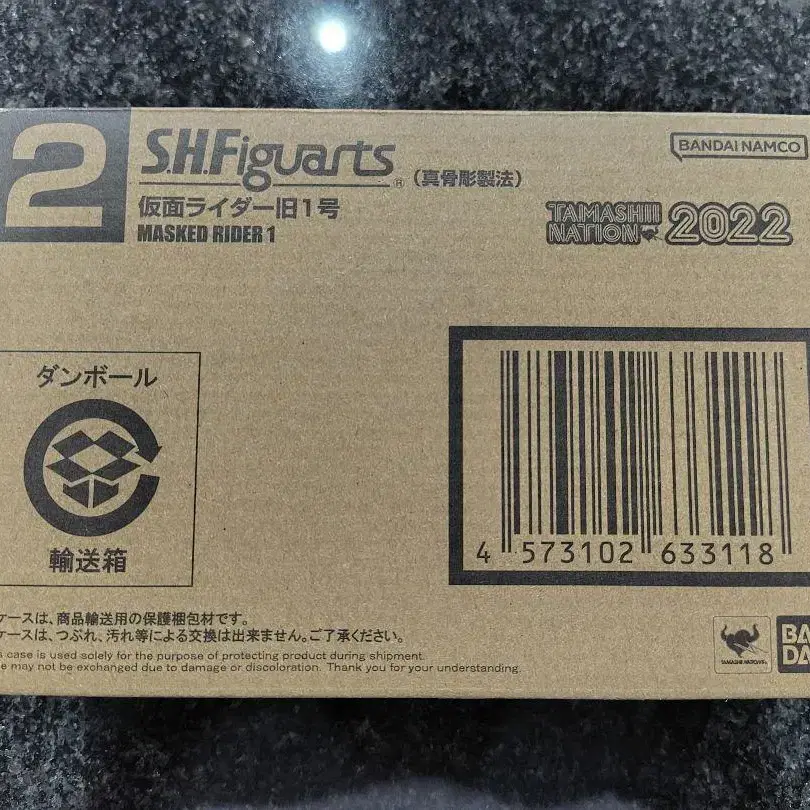 2
S.H.Figuarts® (真骨彫製法)
仮面ライダー旧1号
MASKED RIDER 1
BANDAI NAMCO
TAMASHII
NATION 2022
ダンボール
輸送箱
4 573102 633118
ケースは、商品輸送用の保護梱包材です。
ケースは、つぶれ、汚れ等による交換は出来ません。ご了承ください。
case is used solely for the purpose of protecting product during shipment.
may not be exchanged due to damage or discoloration. Thank you for your understanding.
TAMASHII NATIONS